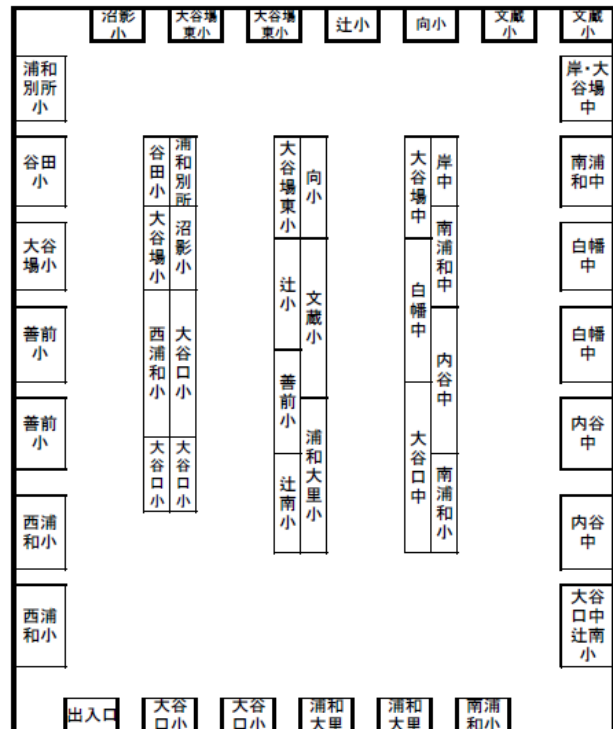 沼影
小
大谷場
東小
大谷場
東小
辻小
向小
文蔵
小
文蔵
小
浦和
別所
小
谷田
小
大谷
場小
善前
小
善前
小
西浦
和小
西浦
和小
谷田小
大谷場小
西浦和小
大谷口小
浦和別所
沼影小
大谷口小
大谷口小
大谷場東小
辻小
善前小
辻南小
向小
文蔵小
浦和大里小
大谷場中
白幡中
大谷口中
岸中
南浦和中
内谷中
南浦和小
岸・大
谷場
中
南浦
和中
白幡
中
白幡
中
内谷
中
内谷
中
大谷
口中
辻南
小
出入口
大谷
口小
大谷
口小
浦和
大里
浦和
大里
南浦
和小